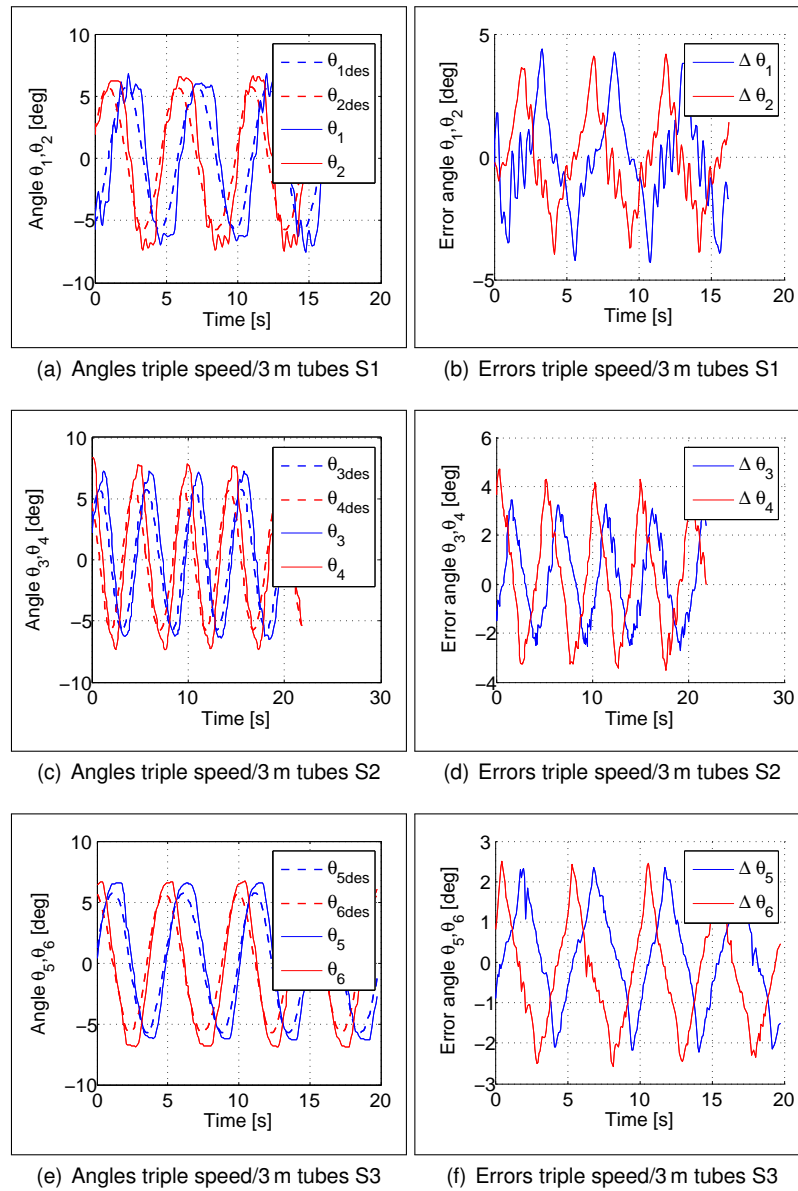 10
5
0
−5
−10
0 5 10 15 20
Angle θ1,θ2 [deg]
Time [s]
θ1des
θ2des
θ1
θ2
(a) Angles triple speed/3 m tubes S1
5
0
−5
0 5 10 15 20
Error angle θ1,θ2 [deg]
Time [s]
Δ θ1
Δ θ2
(b) Errors triple speed/3 m tubes S1
10
5
0
−5
−10
0 10 20 30
Angle θ3,θ4 [deg]
Time [s]
θ3des
θ4des
θ3
θ4
(c) Angles triple speed/3 m tubes S2
6
4
2
0
−2
−4
0 10 20 30
Error angle θ3,θ4 [deg]
Time [s]
Δ θ3
Δ θ4
(d) Errors triple speed/3 m tubes S2
10
5
0
−5
−10
0 5 10 15 20
Angle θ5,θ6 [deg]
Time [s]
θ5des
θ6des
θ5
θ6
(e) Angles triple speed/3 m tubes S3
3
2
1
0
−1
−2
−3
0 5 10 15 20
Error angle θ5,θ6 [deg]
Time [s]
Δ θ5
Δ θ6
(f) Errors triple speed/3 m tubes S3